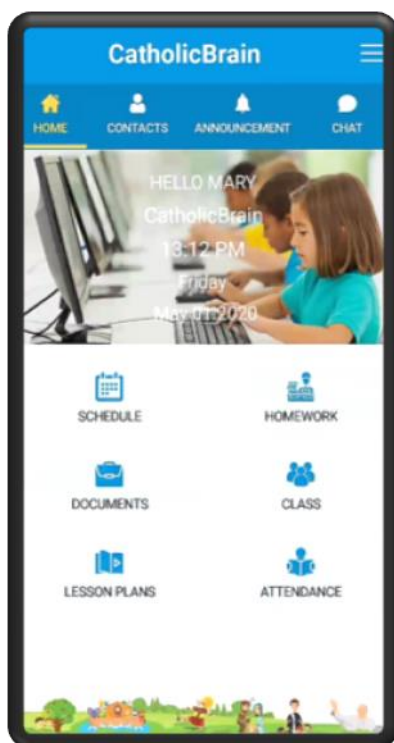 CatholicBrain
HOME CONTACTS ANNOUNCEMENT CHAT
HELLO MARY
CatholicBrain
13:12 PM
Friday
May 01 2020
SCHEDULE HOMEWORK
DOCUMENTS CLASS
LESSON PLANS ATTENDANCE